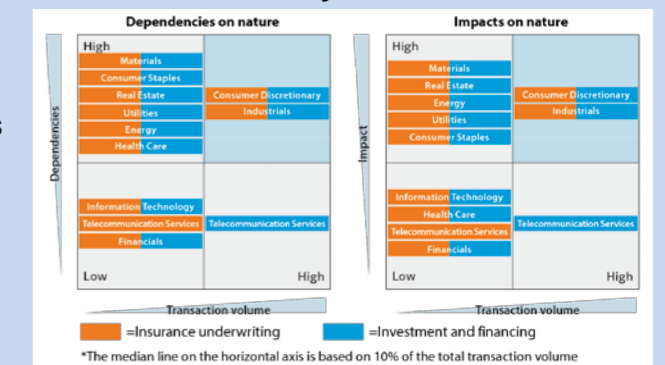 Dependencies on nature
High
Materials
Consumer Staples
Real Estate
Utilities
Energy
Health Care
Consumer Discretionary
Industrials
Dependencies
Information Technology
Telecommunication Services
Financials
Telecommunication Services
Low
High
Transaction volume
Impacts on nature
High
Materials
Real Estate
Energy
Utilities
Consumer Staples
Consumer Discretionary
Industrials
Impact
Information Technology
Health Care
Telecommunication Services
Financials
Telecommunication Services
Low
High
Transaction volume
=Insurance underwriting
=Investment and financing
*The median line on the horizontal axis is based on 10% of the total transaction volume